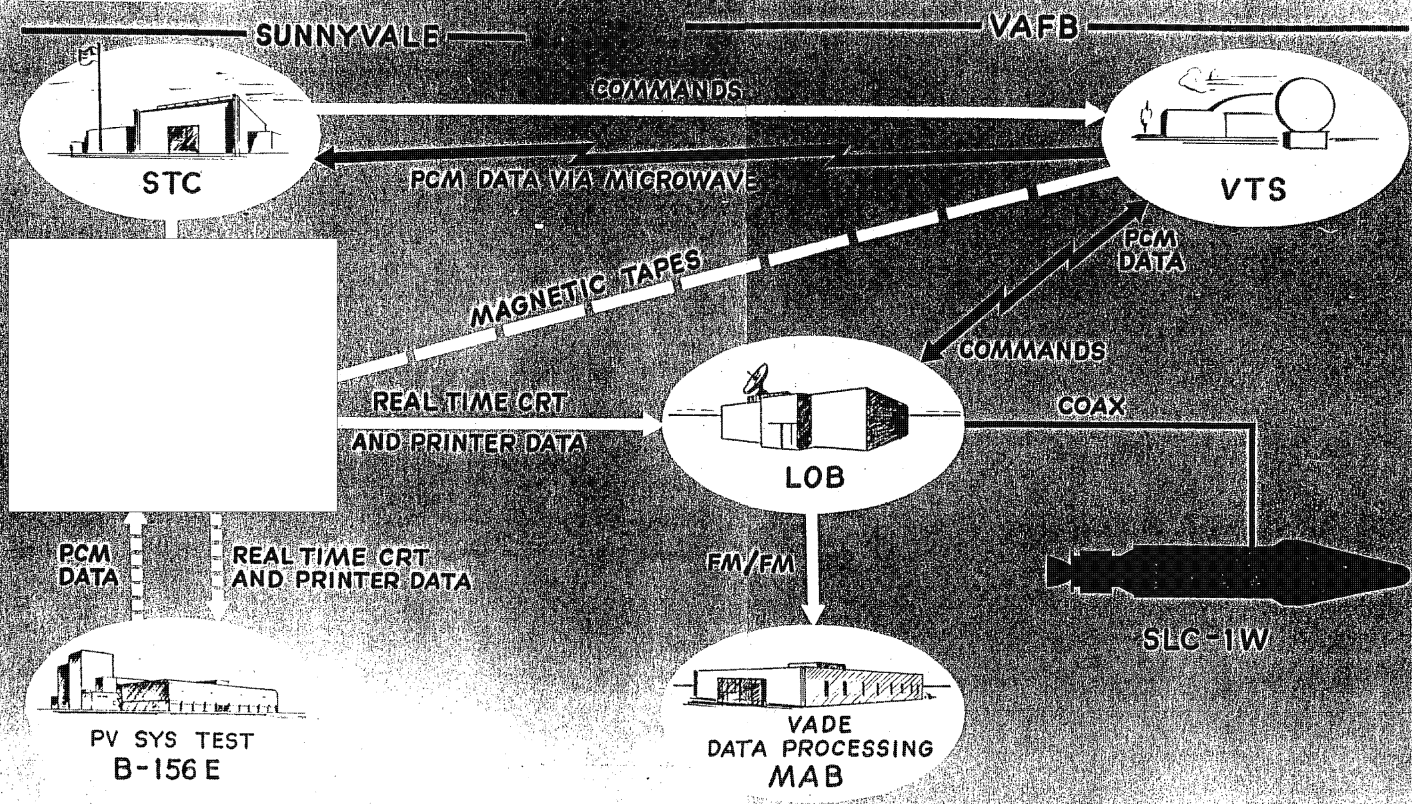 SUNNYVALE
VAFB
COMMANDS
STC
PCM DATA VIA MICROWAVE
VTS
PCM
DATA
MAGNETIC TAPES
COMMANDS
REAL TIME CRT
AND PRINTER DATA
LOB
COAX
PCM
DATA
REAL TIME CRT
AND PRINTER DATA
FM/FM
SLC-1W
PV SYS TEST
B-156E
VADE
DATA PROCESSING
MAB